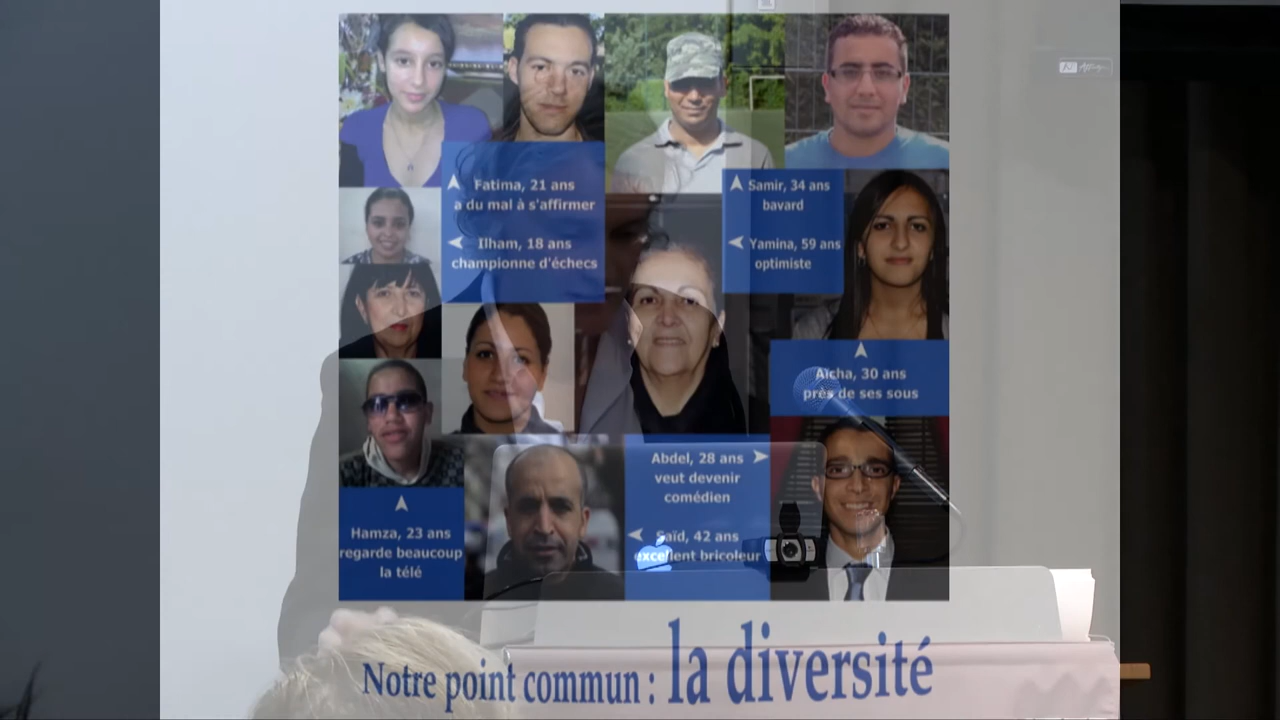 Fatima, 21 ans
a du mal à s'affirmer
Ilham, 18 ans
championne d'échecs
Samir, 34 ans
bavard
Yamina, 59 ans
optimiste
Aïcha, 30 ans
près de ses sous
Abdel, 28 ans
veut devenir
comédien
Saïd, 42 ans
excellent bricoleur
Hamza, 23 ans
regarde beaucoup
la télé
Notre point commun : la diversité